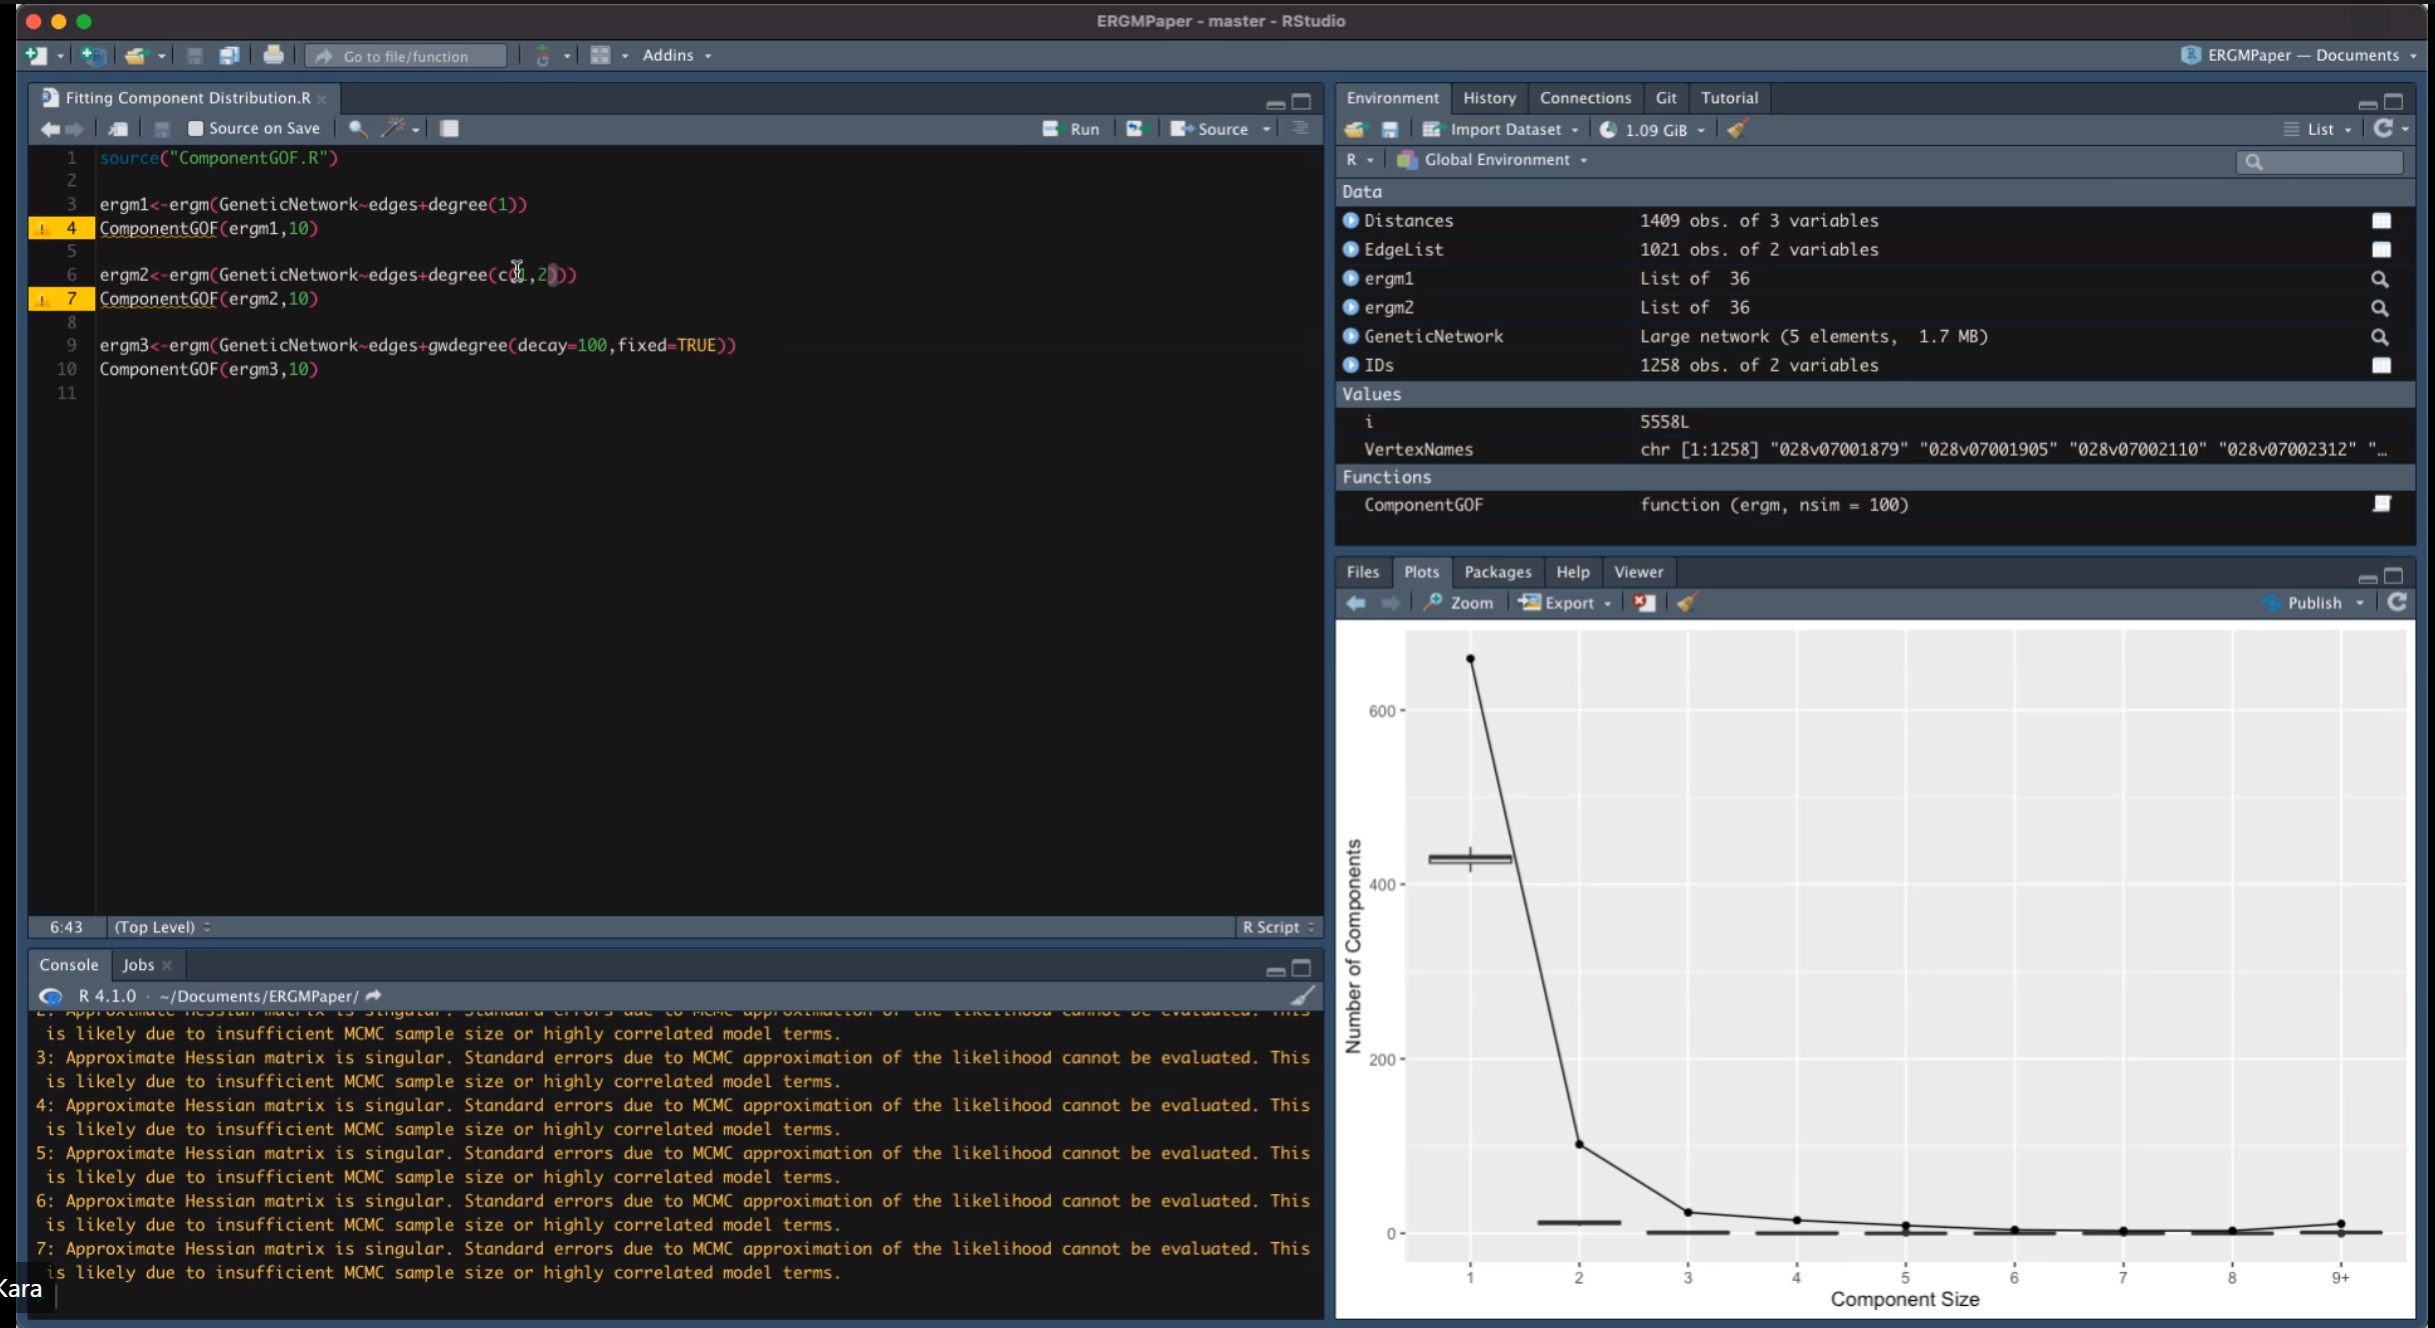 ERGMPaper - master - RStudio
Go to file/function
Addins
ERGMPaper — Documents
Fitting Component Distribution.R
Source on Save
Run
Source
1 source("ComponentGOF.R")
2
3 ergm1<-ergm(GeneticNetwork~edges+degree(1))
4 ComponentGOF(ergm1,10)
5
6 ergm2<-ergm(GeneticNetwork~edges+degree(c(1,2)))
7 ComponentGOF(ergm2,10)
8
9 ergm3<-ergm(GeneticNetwork~edges+gwdegree(decay=100,fixed=TRUE))
10 ComponentGOF(ergm3,10)
11
6:43 (Top Level) R Script
Console Jobs
R 4.1.0 · ~/Documents/ERGMPaper/
2: Approximate Hessian matrix is singular. Standard errors due to MCMC approximation of the likelihood cannot be evaluated. This
is likely due to insufficient MCMC sample size or highly correlated model terms.
3: Approximate Hessian matrix is singular. Standard errors due to MCMC approximation of the likelihood cannot be evaluated. This
is likely due to insufficient MCMC sample size or highly correlated model terms.
4: Approximate Hessian matrix is singular. Standard errors due to MCMC approximation of the likelihood cannot be evaluated. This
is likely due to insufficient MCMC sample size or highly correlated model terms.
5: Approximate Hessian matrix is singular. Standard errors due to MCMC approximation of the likelihood cannot be evaluated. This
is likely due to insufficient MCMC sample size or highly correlated model terms.
6: Approximate Hessian matrix is singular. Standard errors due to MCMC approximation of the likelihood cannot be evaluated. This
is likely due to insufficient MCMC sample size or highly correlated model terms.
7: Approximate Hessian matrix is singular. Standard errors due to MCMC approximation of the likelihood cannot be evaluated. This
is likely due to insufficient MCMC sample size or highly correlated model terms.
Kara
Environment History Connections Git Tutorial
Import Dataset 1.09 GiB List
R Global Environment
Data
Distances 1409 obs. of 3 variables
EdgeList 1021 obs. of 2 variables
ergm1 List of 36
ergm2 List of 36
GeneticNetwork Large network (5 elements, 1.7 MB)
IDs 1258 obs. of 2 variables
Values
i 5558L
VertexNames chr [1:1258] "028v07001879" "028v07001905" "028v07002110" "028v07002312" "…
Functions
ComponentGOF function (ergm, nsim = 100)
Files Plots Packages Help Viewer
Zoom Export Publish
Number of Components
600
400
200
0
1 2 3 4 5 6 7 8 9+
Component Size